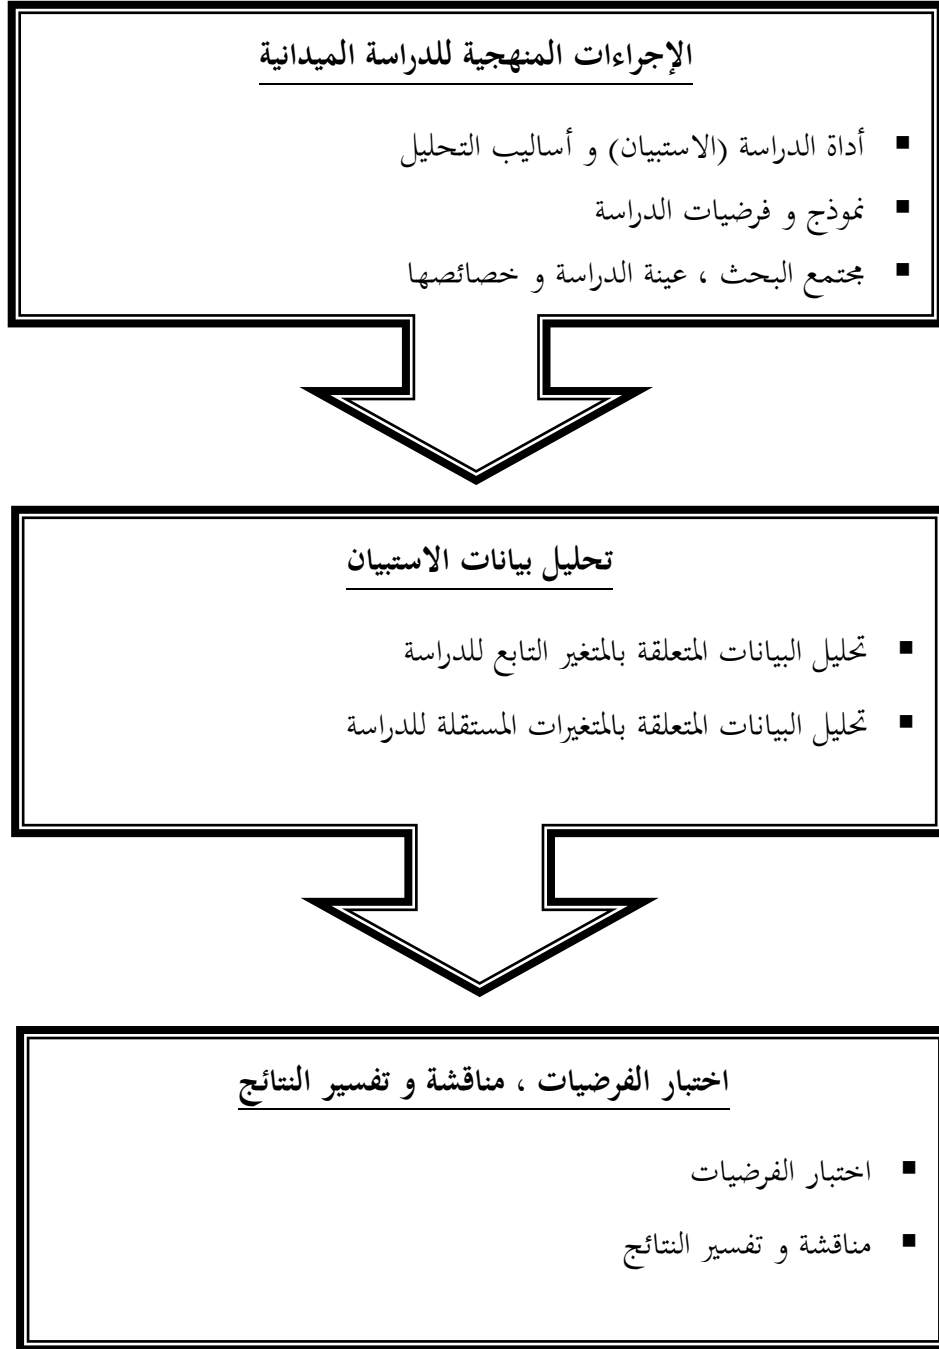 الإجراءات المنهجية للدراسة الميدانية
▪ أداة الدراسة (الاستبيان) و أساليب التحليل
▪ نموذج و فرضيات الدراسة
▪ مجتمع البحث ، عينة الدراسة و خصائصها
تحليل بيانات الاستبيان
▪ تحليل البيانات المتعلقة بالمتغير التابع للدراسة
▪ تحليل البيانات المتعلقة بالمتغيرات المستقلة للدراسة
اختبار الفرضيات ، مناقشة و تفسير النتائج
▪ اختبار الفرضيات
▪ مناقشة و تفسير النتائج